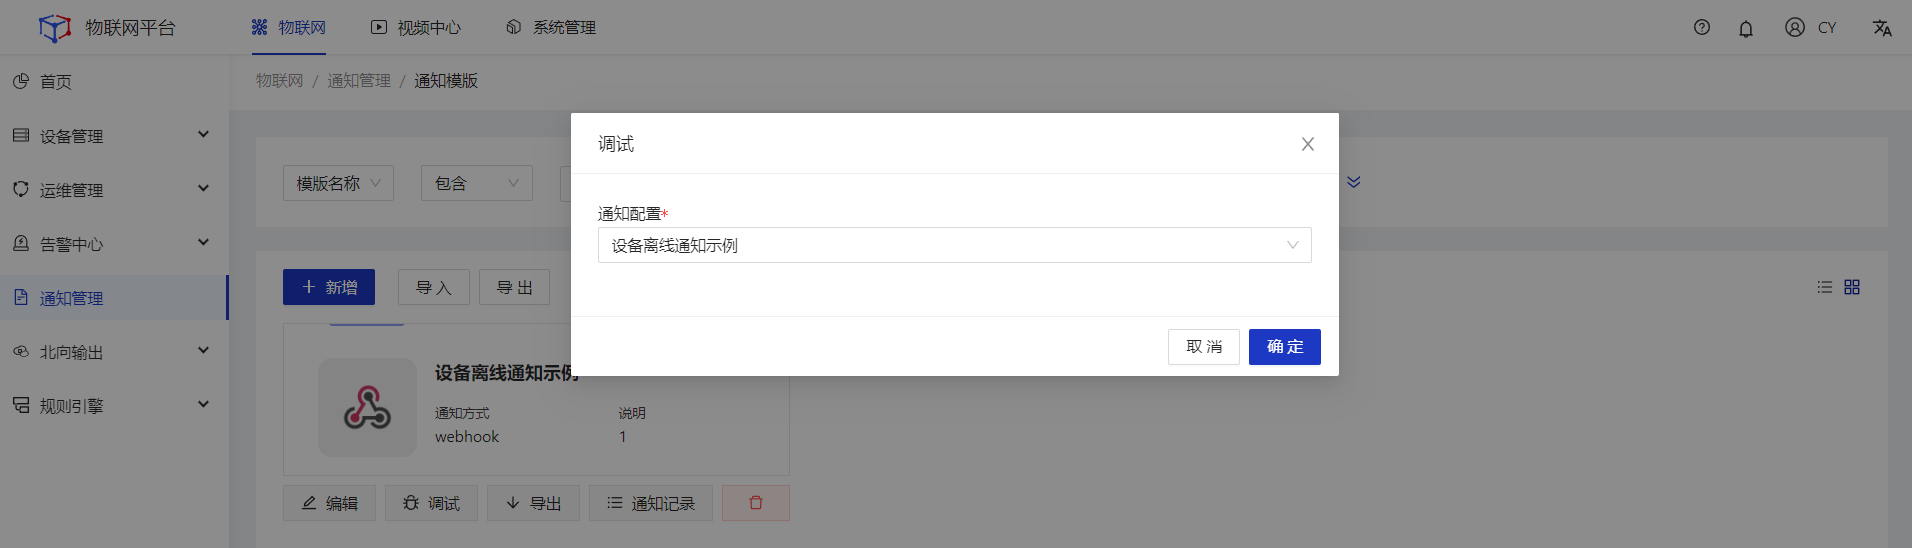 物联网平台
物联网
视频中心
系统管理
CY
首页
设备管理
运维管理
告警中心
通知管理
北向输出
规则引擎
物联网 / 通知管理 / 通知模版
模版名称
包含
新增
导入
导出
设备离线通知示例
通知方式
说明
webhook
1
编辑
调试
导出
通知记录
调试
通知配置*
设备离线通知示例
取消
确定